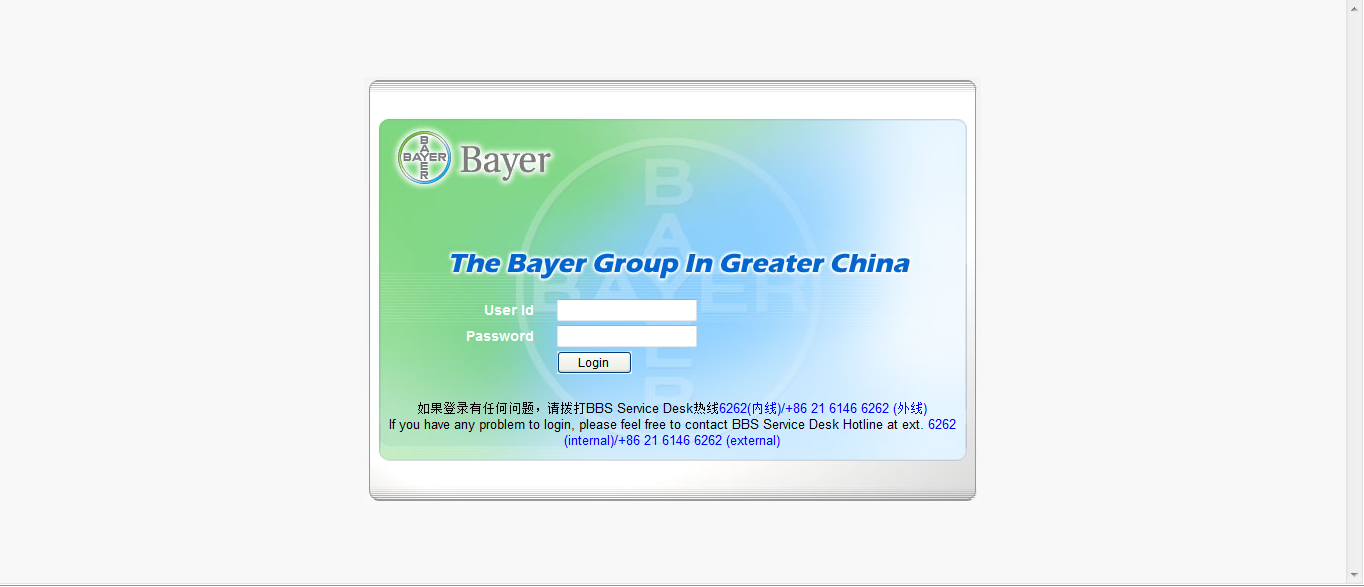 BAYER
BAYER
Bayer
BAYER
BAYER
The Bayer Group In Greater China
User Id
Password
Login
如果登录有任何问题，请拨打BBS Service Desk热线6262(内线)/+86 21 6146 6262 (外线)
If you have any problem to login, please feel free to contact BBS Service Desk Hotline at ext. 6262
(internal)/+86 21 6146 6262 (external)